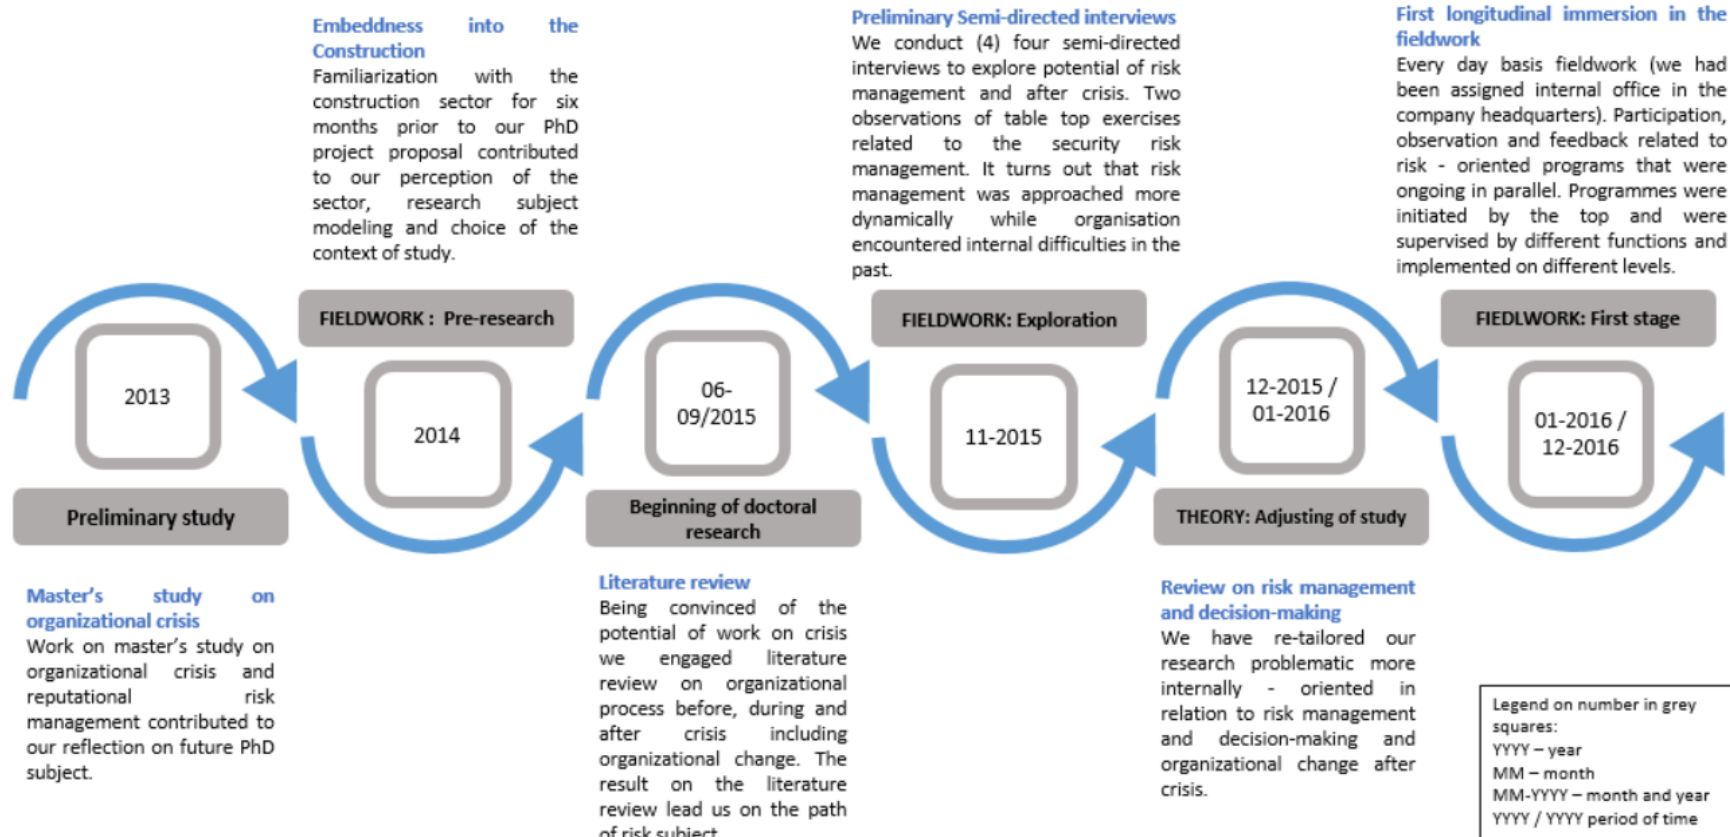 Embeddness into the
Construction
Familiarization with the
construction sector for six
months prior to our PhD
project proposal contributed
to our perception of the
sector, research subject
modeling and choice of the
context of study.
Preliminary Semi-directed interviews
We conduct (4) four semi-directed
interviews to explore potential of risk
management and after crisis. Two
observations of table top exercises
related to the security risk
management. It turns out that risk
management was approached more
dynamically while organisation
encountered internal difficulties in the
past.
First longitudinal immersion in the
fieldwork
Every day basis fieldwork (we had
been assigned internal office in the
company headquarters). Participation,
observation and feedback related to
risk - oriented programs that were
ongoing in parallel. Programmes were
initiated by the top and were
supervised by different functions and
implemented on different levels.
2013
Preliminary study
FIELDWORK : Pre-research
2014
06-
09/2015
Beginning of doctoral
research
FIELDWORK: Exploration
11-2015
12-2015 /
01-2016
THEORY: Adjusting of study
FIEDLWORK: First stage
01-2016 /
12-2016
Master's study on
organizational crisis
Work on master's study on
organizational crisis and
reputational risk
management contributed to
our reflection on future PhD
subject.
Literature review
Being convinced of the
potential of work on crisis
we engaged literature
review on organizational
process before, during and
after crisis including
organizational change. The
result on the literature
review lead us on the path
of risk subject
Review on risk management
and decision-making
We have re-tailored our
research problematic more
internally - oriented in
relation to risk management
and decision-making and
organizational change after
crisis.
Legend on number in grey
squares:
YYYY – year
MM – month
MM-YYYY – month and year
YYYY / YYYY period of time